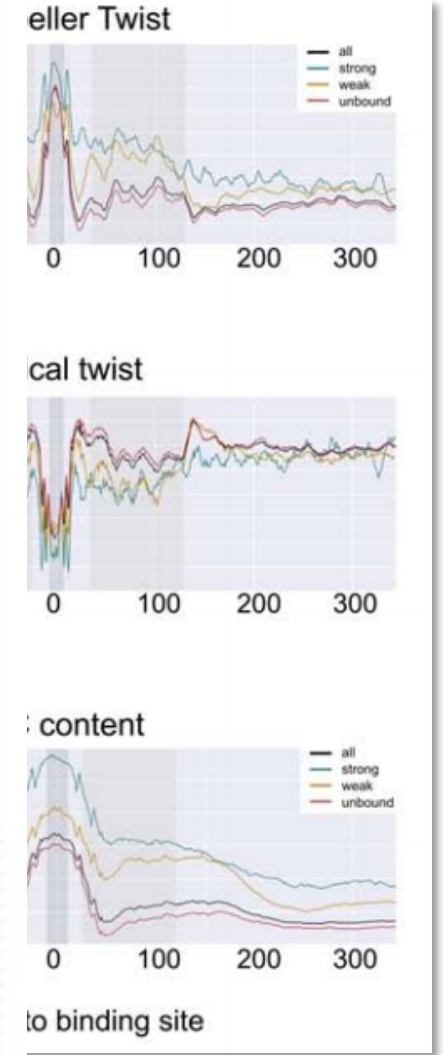 eller Twist
all
strong
weak
unbound
0 100 200 300
ical twist
0 100 200 300
content
all
strong
weak
unbound
0 100 200 300
to binding site